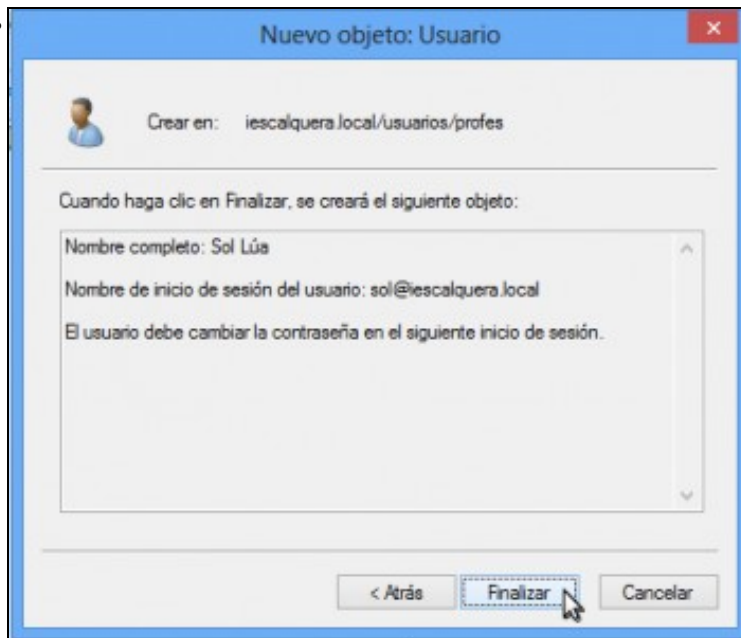 Nuevo objeto: Usuario
Crear en: iescalquera.local/usuarios/profes
Cuando haga clic en Finalizar, se creará el siguiente objeto:
Nombre completo: Sol Lúa
Nombre de inicio de sesión del usuario: sol@iescalquera.local
El usuario debe cambiar la contraseña en el siguiente inicio de sesión.
< Atrás Finalizar Cancelar